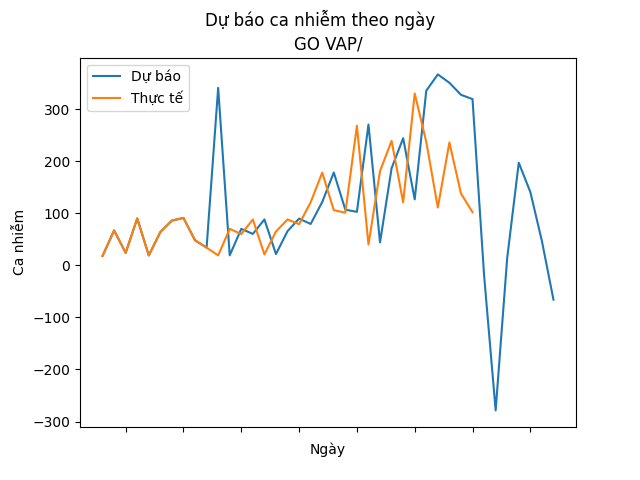 Dự báo ca nhiễm theo ngày
GO VAP/
Dự báo
Thực tế
300
200
100
0
−100
−200
−300
Ca nhiễm
Ngày